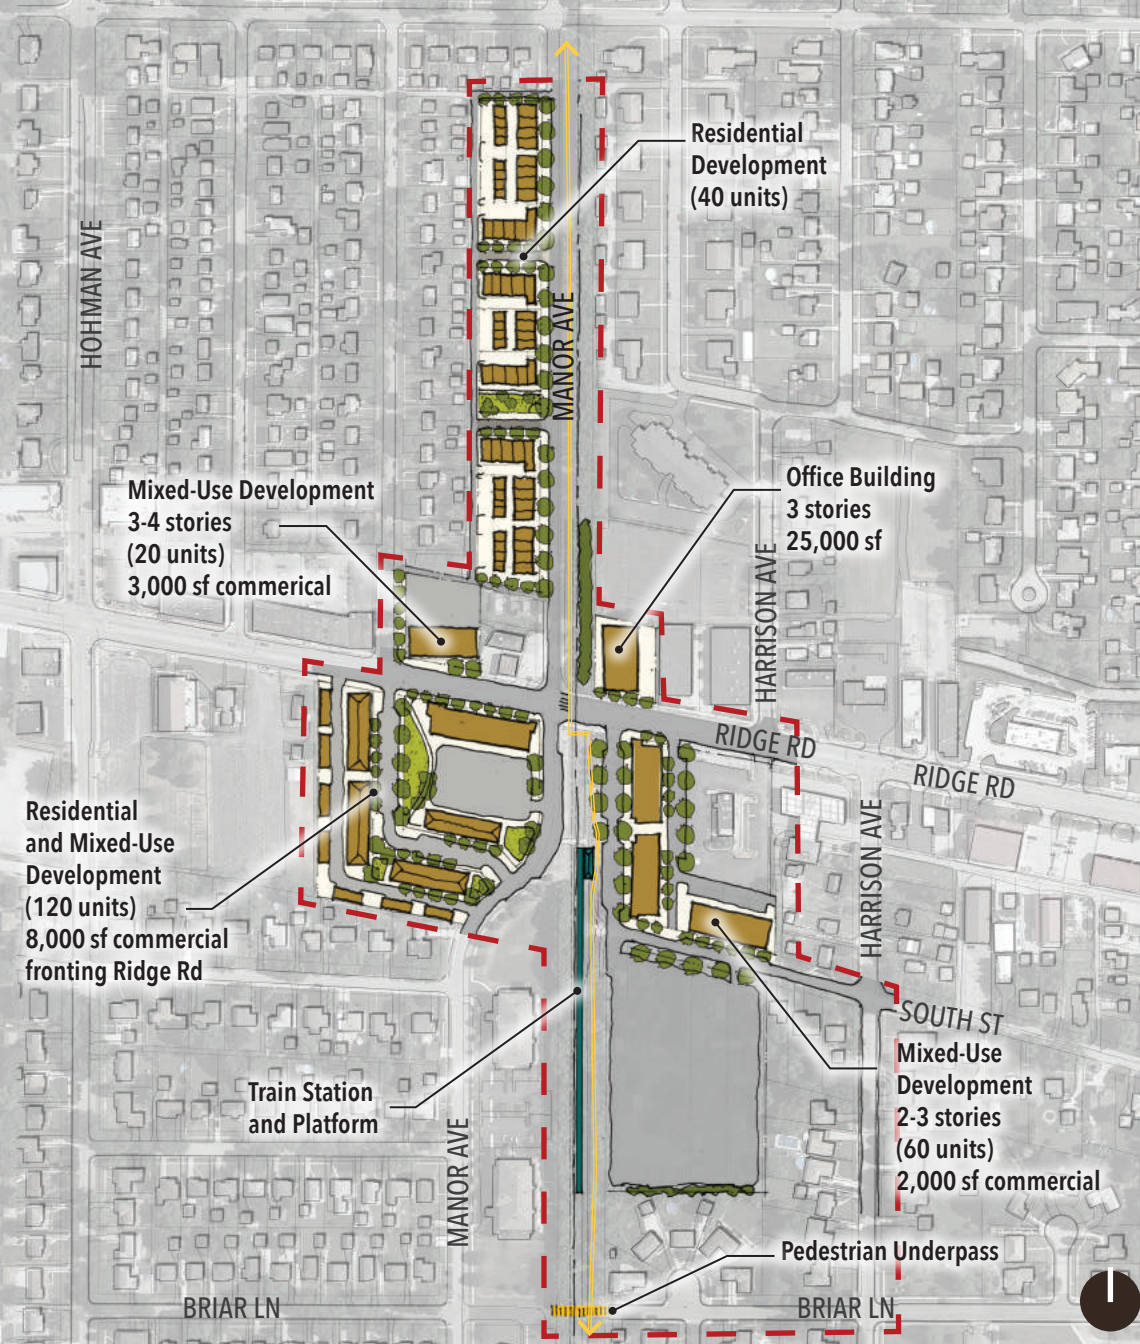 Residential
Development
(40 units)
HOHMAN AVE
MANOR AVE
Mixed-Use Development
3-4 stories
(20 units)
3,000 sf commerical
Office Building
3 stories
25,000 sf
HARRISON AVE
RIDGE RD
RIDGE RD
Residential
and Mixed-Use
Development
(120 units)
8,000 sf commercial
fronting Ridge Rd
HARRISON AVE
SOUTH ST
Mixed-Use
Development
2-3 stories
(60 units)
2,000 sf commercial
Train Station
and Platform
MANOR AVE
Pedestrian Underpass
BRIAR LN
BRIAR LN